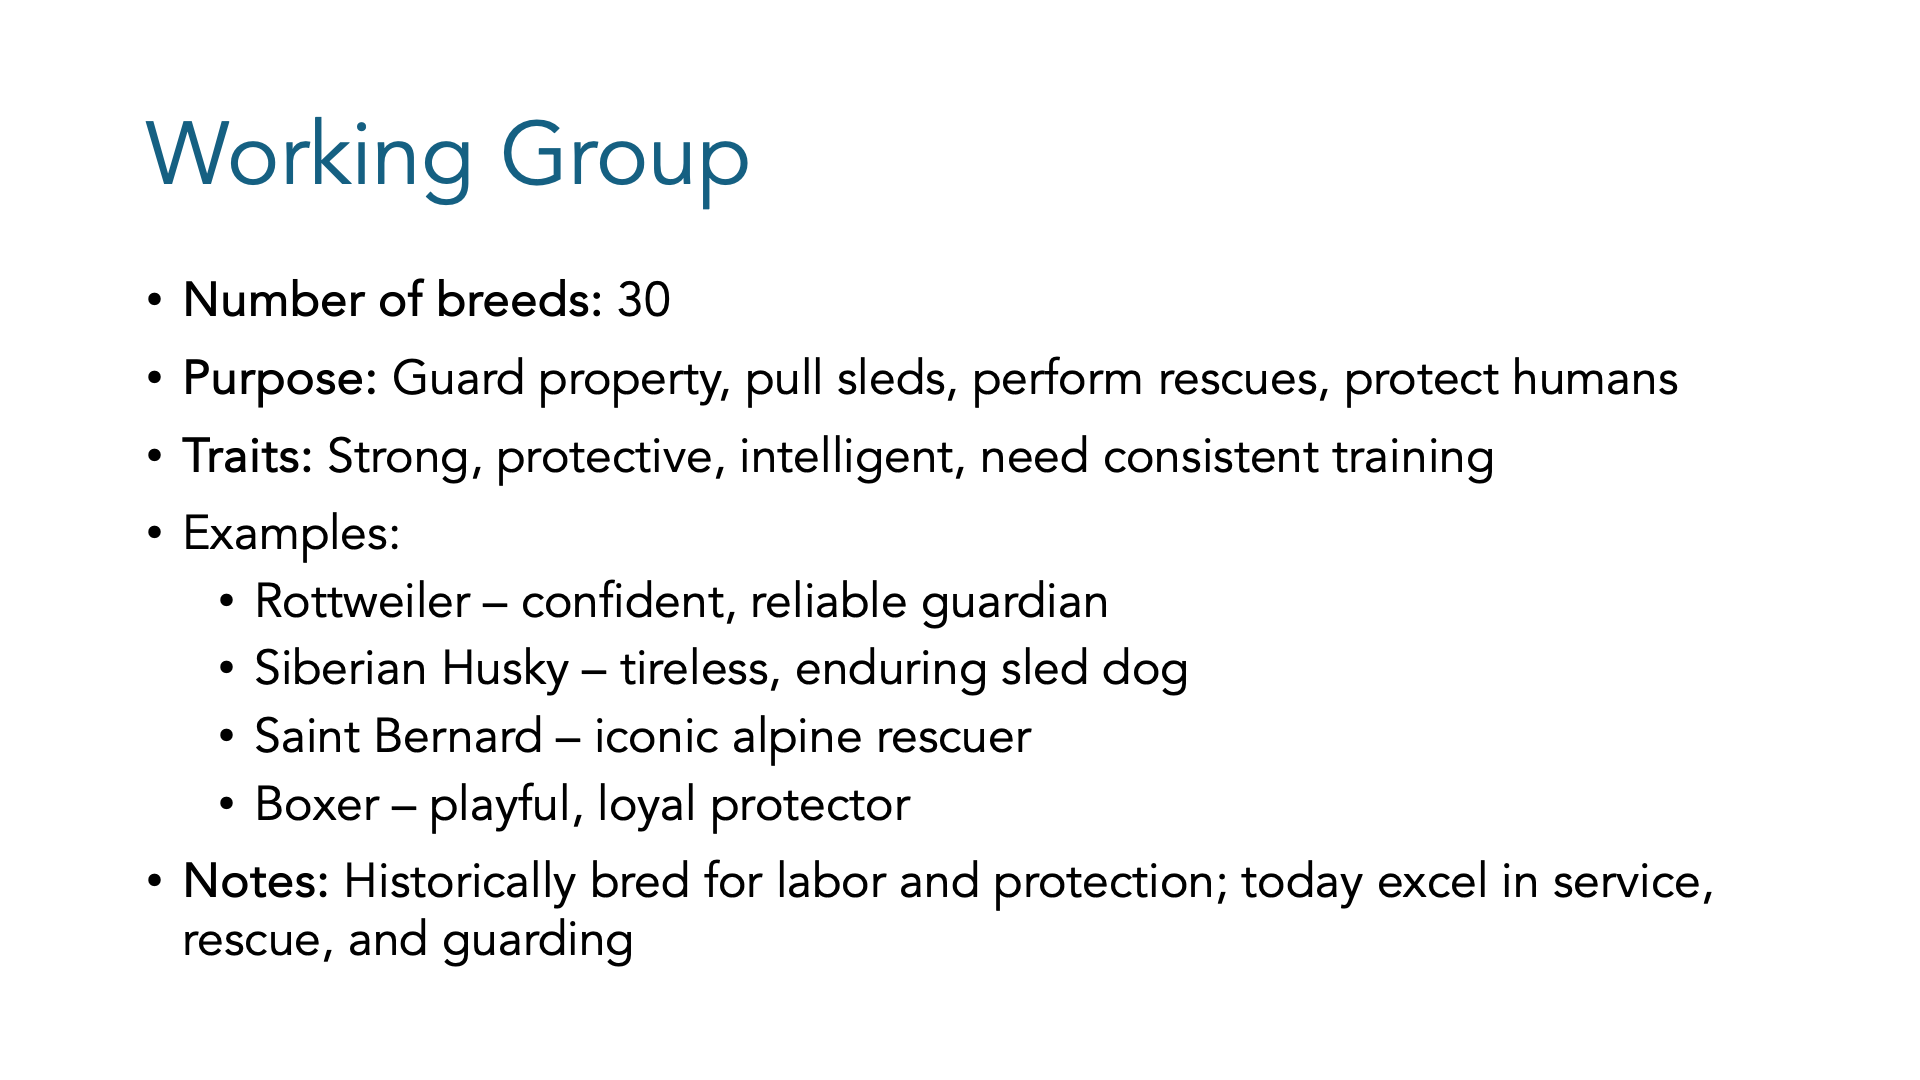 Working Group
• Number of breeds: 30
• Purpose: Guard property, pull sleds, perform rescues, protect humans
• Traits: Strong, protective, intelligent, need consistent training
• Examples:
• Rottweiler – confident, reliable guardian
• Siberian Husky – tireless, enduring sled dog
• Saint Bernard – iconic alpine rescuer
• Boxer – playful, loyal protector
• Notes: Historically bred for labor and protection; today excel in service,
rescue, and guarding